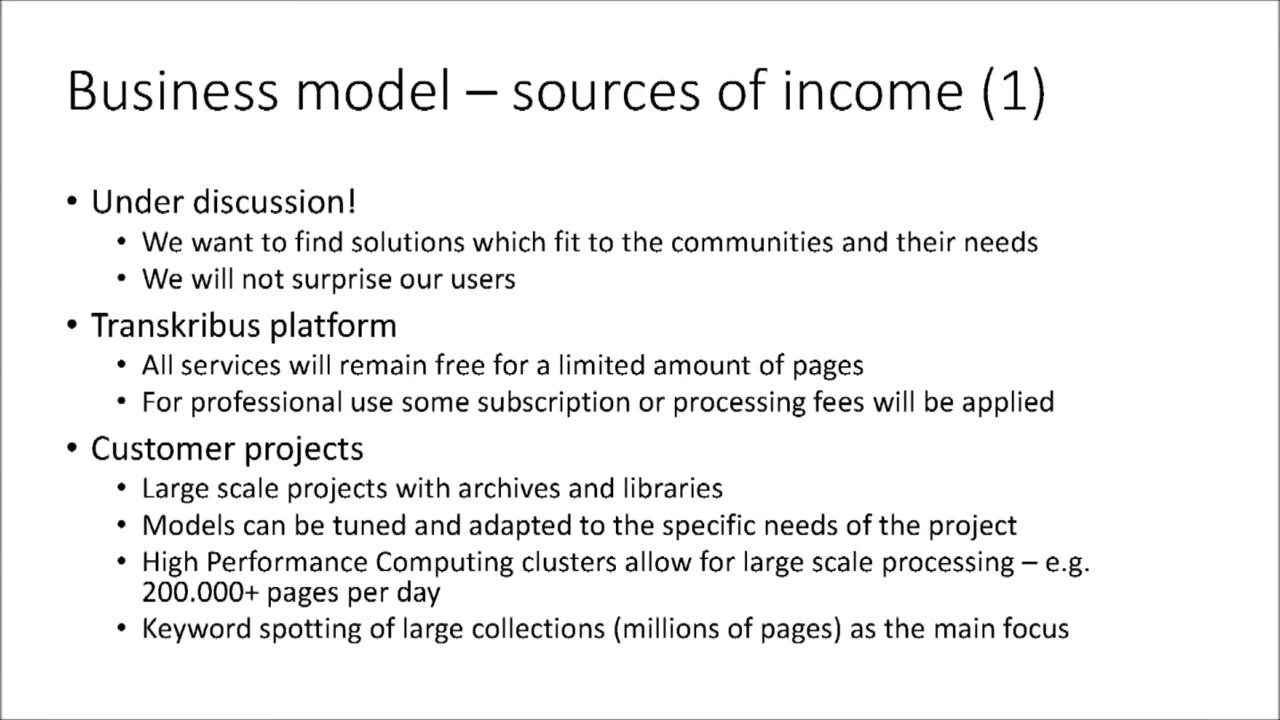 Business model – sources of income (1)
• Under discussion!
• We want to find solutions which fit to the communities and their needs
• We will not surprise our users
• Transkribus platform
• All services will remain free for a limited amount of pages
• For professional use some subscription or processing fees will be applied
• Customer projects
• Large scale projects with archives and libraries
• Models can be tuned and adapted to the specific needs of the project
• High Performance Computing clusters allow for large scale processing – e.g.
200.000+ pages per day
• Keyword spotting of large collections (millions of pages) as the main focus